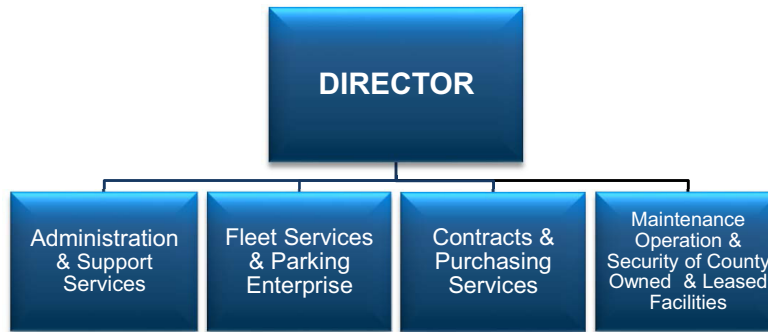 DIRECTOR
Administration
& Support
Services
Fleet Services
& Parking
Enterprise
Contracts &
Purchasing
Services
Maintenance
Operation &
Security of County
Owned & Leased
Facilities